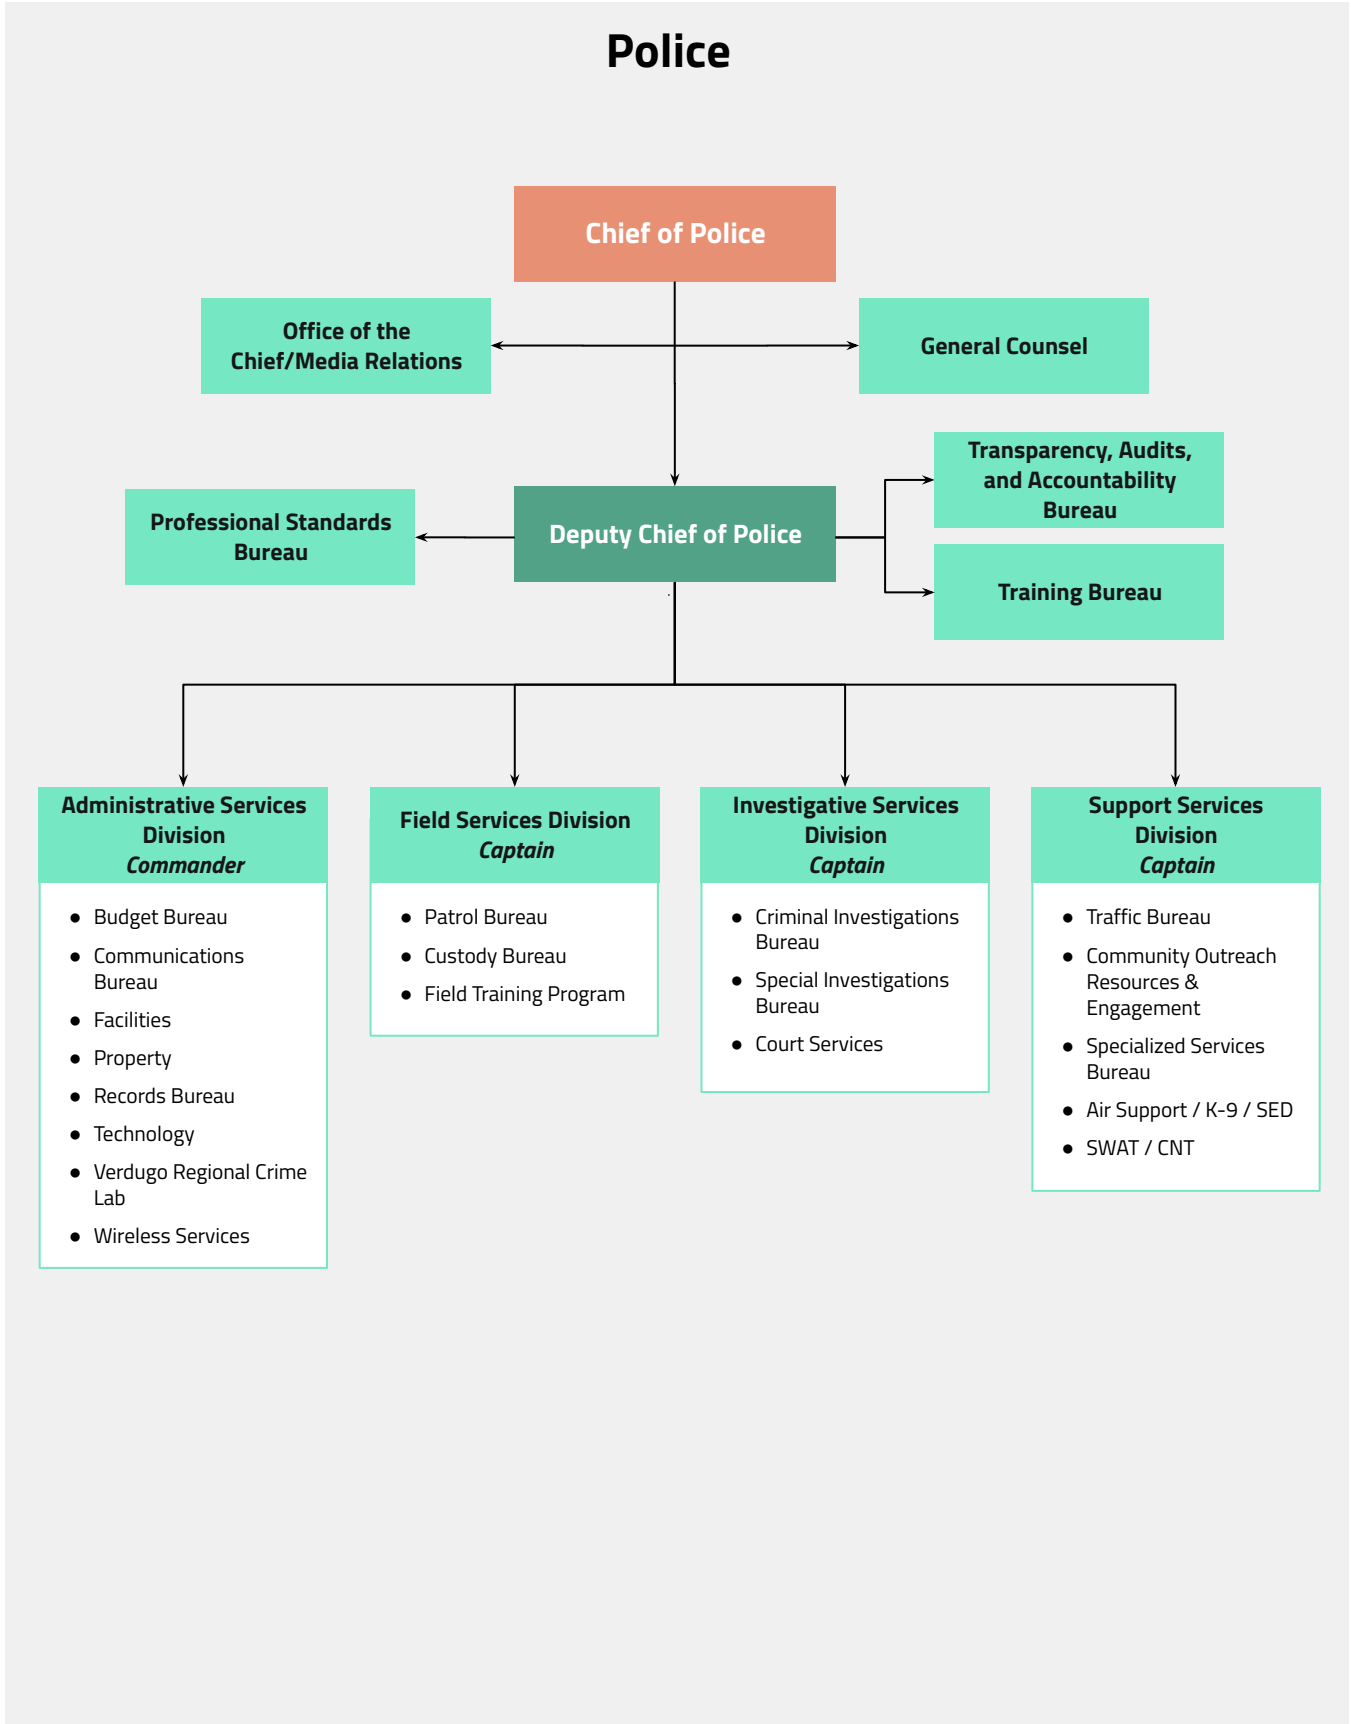 Police
Chief of Police
Office of the
Chief/Media Relations
General Counsel
Transparency, Audits,
and Accountability
Bureau
Professional Standards
Bureau
Deputy Chief of Police
Training Bureau
Administrative Services
Division
Commander
● Budget Bureau
● Communications
Bureau
● Facilities
● Property
● Records Bureau
● Technology
● Verdugo Regional Crime
Lab
● Wireless Services
Field Services Division
Captain
● Patrol Bureau
● Custody Bureau
● Field Training Program
Investigative Services
Division
Captain
● Criminal Investigations
Bureau
● Special Investigations
Bureau
● Court Services
Support Services
Division
Captain
● Traffic Bureau
● Community Outreach
Resources &
Engagement
● Specialized Services
Bureau
● Air Support / K-9 / SED
● SWAT / CNT